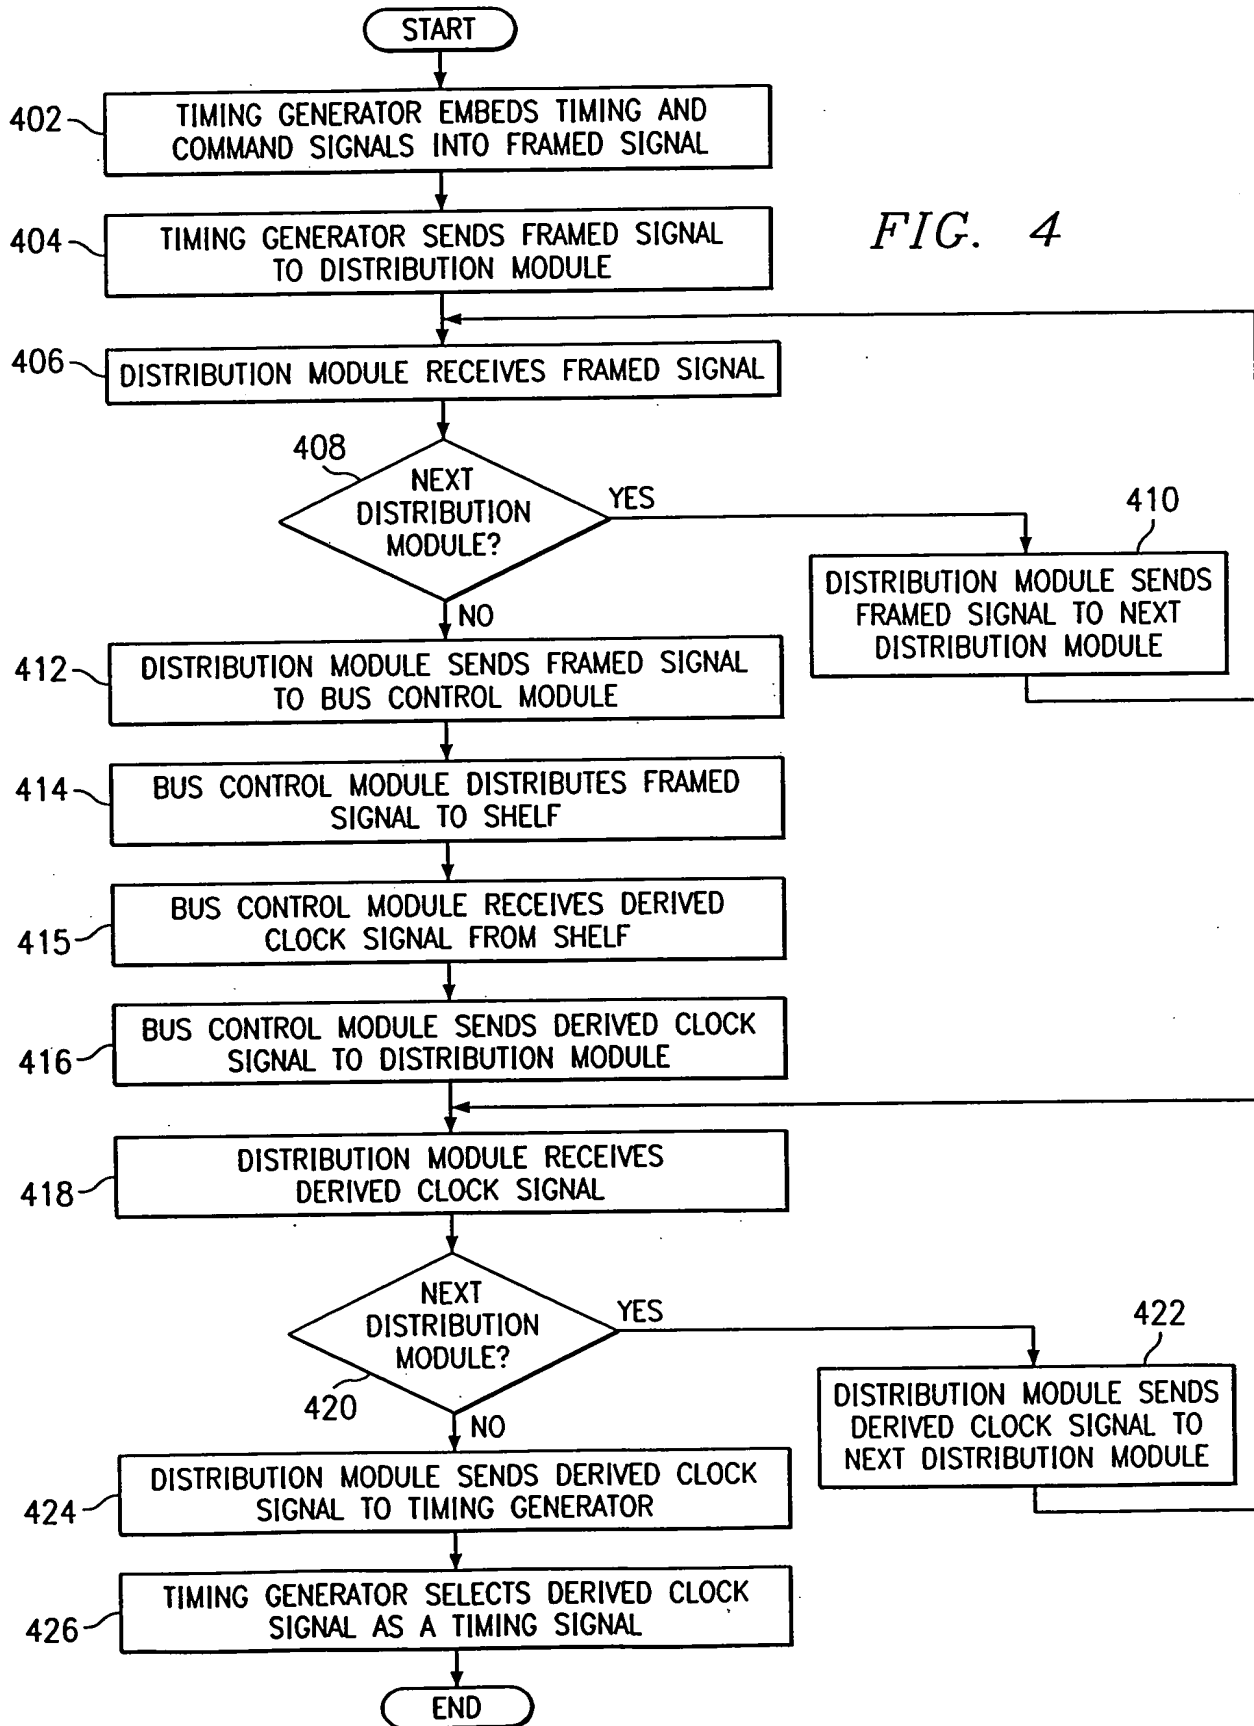 START
402
TIMING GENERATOR EMBEDS TIMING AND
COMMAND SIGNALS INTO FRAMED SIGNAL
404
TIMING GENERATOR SENDS FRAMED SIGNAL
TO DISTRIBUTION MODULE
FIG. 4
406
DISTRIBUTION MODULE RECEIVES FRAMED SIGNAL
408
NEXT
DISTRIBUTION
MODULE?
YES
410
DISTRIBUTION MODULE SENDS
FRAMED SIGNAL TO NEXT
DISTRIBUTION MODULE
NO
412
DISTRIBUTION MODULE SENDS FRAMED SIGNAL
TO BUS CONTROL MODULE
414
BUS CONTROL MODULE DISTRIBUTES FRAMED
SIGNAL TO SHELF
415
BUS CONTROL MODULE RECEIVES DERIVED
CLOCK SIGNAL FROM SHELF
416
BUS CONTROL MODULE SENDS DERIVED CLOCK
SIGNAL TO DISTRIBUTION MODULE
418
DISTRIBUTION MODULE RECEIVES
DERIVED CLOCK SIGNAL
NEXT
DISTRIBUTION
MODULE?
420
YES
422
DISTRIBUTION MODULE SENDS
DERIVED CLOCK SIGNAL TO
NEXT DISTRIBUTION MODULE
NO
424
DISTRIBUTION MODULE SENDS DERIVED CLOCK
SIGNAL TO TIMING GENERATOR
426
TIMING GENERATOR SELECTS DERIVED CLOCK
SIGNAL AS A TIMING SIGNAL
END